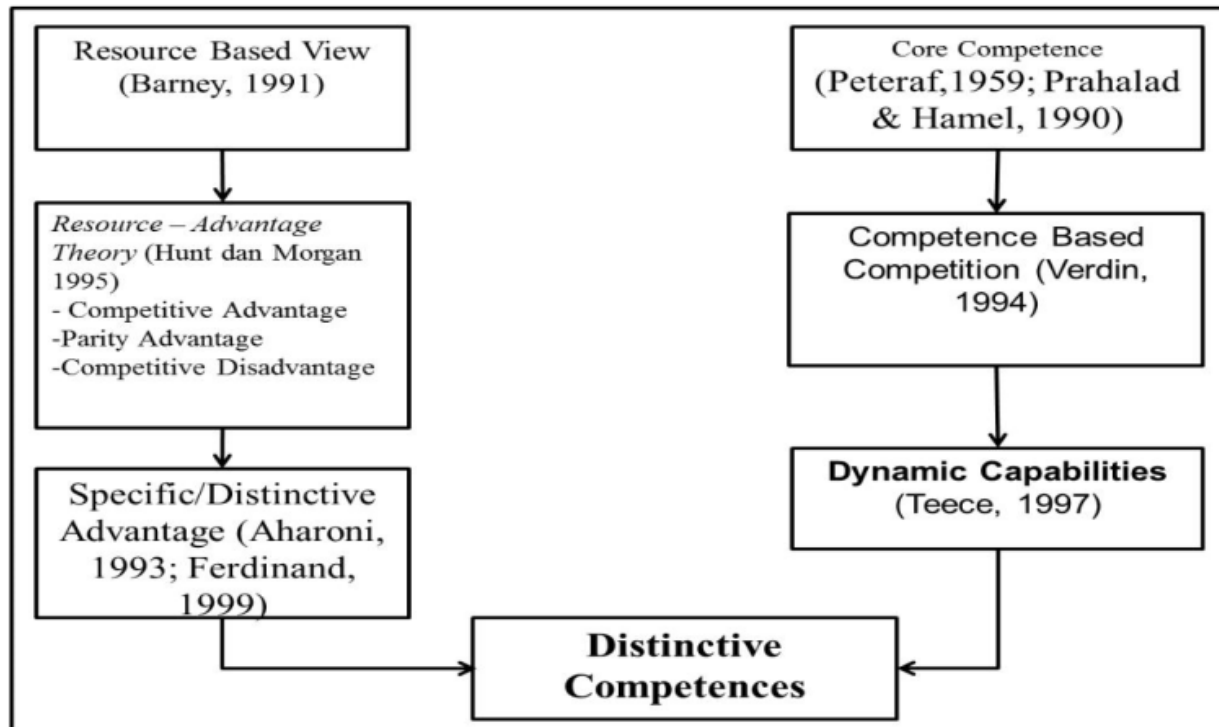 Resource Based View
(Barney, 1991)
Resource – Advantage
Theory (Hunt dan Morgan
1995)
- Competitive Advantage
-Parity Advantage
-Competitive Disadvantage
Specific/Distinctive
Advantage (Aharoni,
1993; Ferdinand,
1999)
Core Competence
(Peteraf,1959; Prahalad
& Hamel, 1990)
Competence Based
Competition (Verdin,
1994)
Dynamic Capabilities
(Teece, 1997)
Distinctive
Competences